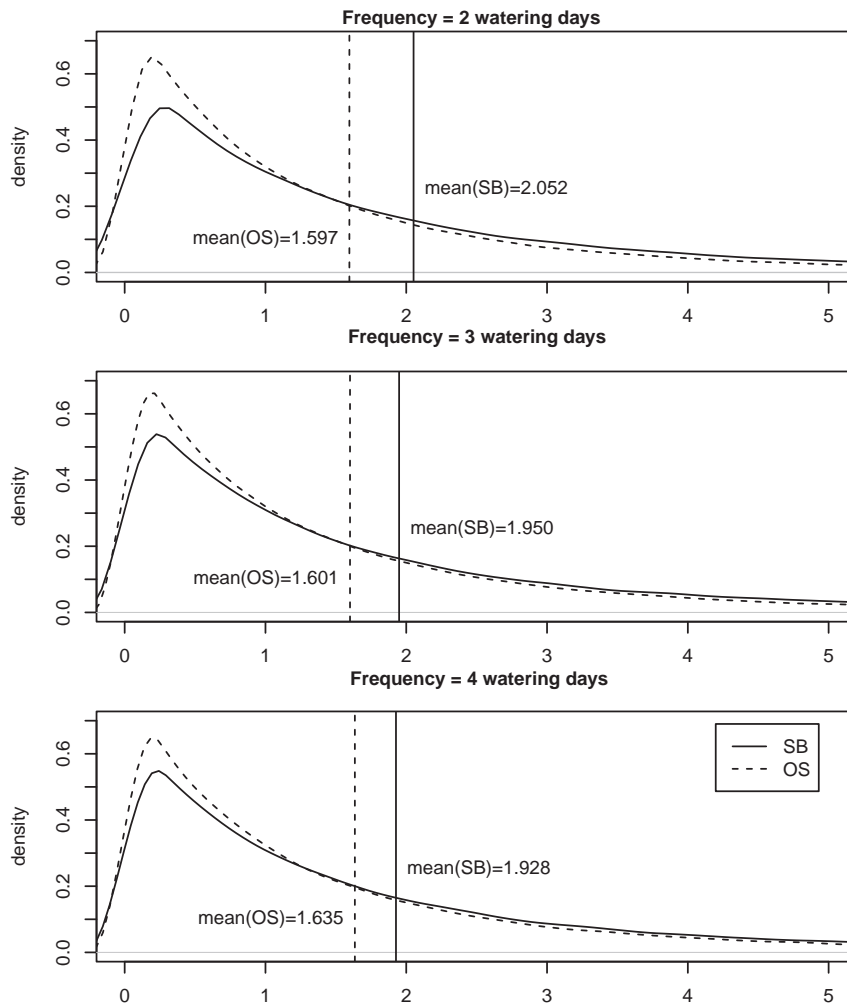 Frequency = 2 watering days
density
0.0 0.2 0.4 0.6
mean(SB)=2.052
mean(OS)=1.597
0 1 2 3 4 5
Frequency = 3 watering days
density
0.0 0.2 0.4 0.6
mean(SB)=1.950
mean(OS)=1.601
0 1 2 3 4 5
Frequency = 4 watering days
density
0.0 0.2 0.4 0.6
SB
OS
mean(SB)=1.928
mean(OS)=1.635
0 1 2 3 4 5